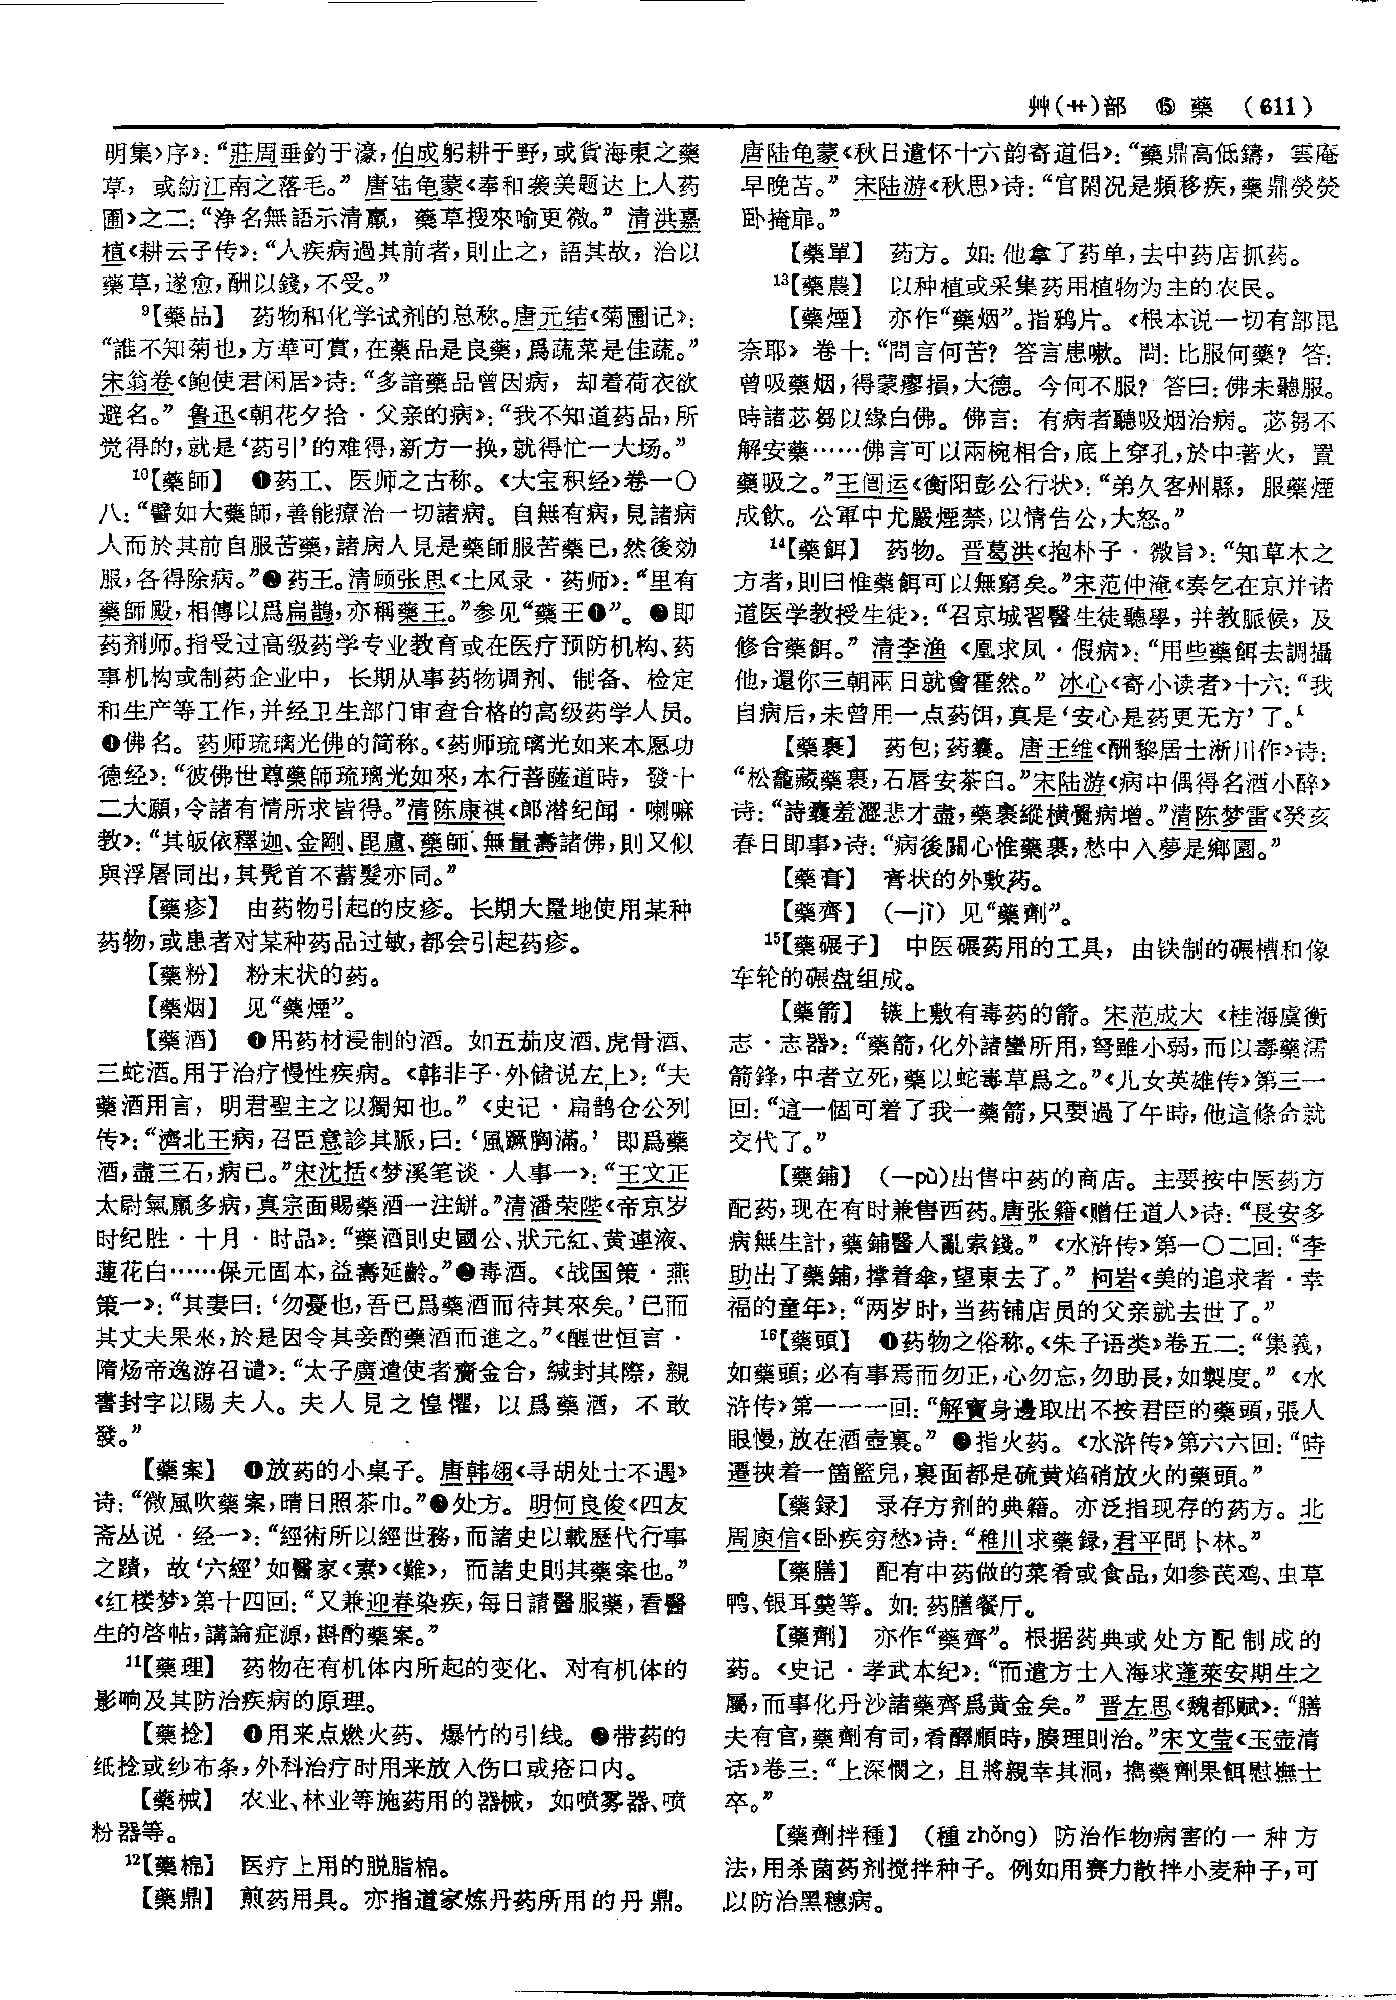 艸(艹)部 ⑮ 藥 (611)
明集〉序》：“莊周垂釣于濠，伯成躬耕于野，或貨海東之藥
草，或紡江南之落毛。”唐陆龟蒙《奉和袭美题达上人药
圃》之二：“净名無語示清羸，藥草搜來喻更微。”清洪嘉
植《耕云子传》：“人疾病過其前者，則止之，語其故，治以
藥草，遂愈，酬以錢，不受。”
9【藥品】 药物和化学试剂的总称。唐元结《菊圃记》：
“誰不知菊也，方華可賞，在藥品是良藥，爲蔬菜是佳蔬。”
宋翁卷《鲍使君闲居》诗：“多諳藥品曾因病，却着荷衣欲
避名。”鲁迅《朝花夕拾·父亲的病》：“我不知道药品，所
觉得的，就是‘药引’的难得，新方一换，就得忙一大场。”
10【藥師】 ❶药工、医师之古称。《大宝积经》卷一〇
八：“譬如大藥師，善能療治一切諸病。自無有病，見諸病
人而於其前自服苦藥，諸病人見是藥師服苦藥已，然後効
服，各得除病。”❷药王。清顾张思《土风录·药师》：“里有
藥師殿，相傳以爲扁鵲，亦稱藥王。”参见“藥王❶”。❸即
药剂师。指受过高级药学专业教育或在医疗预防机构、药
事机构或制药企业中，长期从事药物调剂、制备、检定
和生产等工作，并经卫生部门审查合格的高级药学人员。
❹佛名。药师琉璃光佛的简称。《药师琉璃光如来本愿功
德经》：“彼佛世尊藥師琉璃光如來，本行菩薩道時，發十
二大願，令諸有情所求皆得。”清陈康祺《郎潜纪闻·喇嘛
教》：“其皈依釋迦、金剛、毘盧、藥師、無量壽諸佛，則又似
與浮屠同出，其髡首不蓄髮亦同。”
【藥疹】 由药物引起的皮疹。长期大量地使用某种
药物，或患者对某种药品过敏，都会引起药疹。
【藥粉】 粉末状的药。
【藥烟】 见“藥煙”。
【藥酒】 ❶用药材浸制的酒。如五茄皮酒、虎骨酒、
三蛇酒。用于治疗慢性疾病。《韩非子·外储说左上》：“夫
藥酒用言，明君聖主之以獨知也。”《史记·扁鹊仓公列
传》：“濟北王病，召臣意診其脈，曰：‘風蹶胸滿。’即爲藥
酒，盡三石，病已。”宋沈括《梦溪笔谈·人事一》：“王文正
太尉氣羸多病，真宗面賜藥酒一注缾。”清潘荣陛《帝京岁
时纪胜·十月·时品》：“藥酒則史國公、狀元紅、黄連液、
蓮花白……保元固本，益壽延齡。”❷毒酒。《战国策·燕
策一》：“其妻曰：‘勿憂也，吾已爲藥酒而待其來矣。’已而
其丈夫果來，於是因令其妾酌藥酒而進之。”《醒世恒言·
隋炀帝逸游召谴》：“太子廣遣使者齎金合，緘封其際，親
書封字以賜夫人。夫人見之惶懼，以爲藥酒，不敢
發。”
【藥案】 ❶放药的小桌子。唐韩翃《寻胡处士不遇》
诗：“微風吹藥案，晴日照茶巾。”❷处方。明何良俊《四友
斋丛说·经一》：“經術所以經世務，而諸史以載歷代行事
之蹟，故‘六經’如醫家《素》《難》，而諸史則其藥案也。”
《红楼梦》第十四回：“又兼迎春染疾，每日請醫服藥，看醫
生的啓帖，講論症源，斟酌藥案。”
11【藥理】 药物在有机体内所起的变化、对有机体的
影响及其防治疾病的原理。
【藥捻】 ❶用来点燃火药、爆竹的引线。❷带药的
纸捻或纱布条，外科治疗时用来放入伤口或疮口内。
【藥械】 农业、林业等施药用的器械，如喷雾器、喷
粉器等。
12【藥棉】 医疗上用的脱脂棉。
【藥鼎】 煎药用具。亦指道家炼丹药所用的丹鼎。
唐陆龟蒙《秋日遣怀十六韵寄道侣》：“藥鼎高低鑄，雲庵
早晚苫。”宋陆游《秋思》诗：“官閑況是頻移疾，藥鼎熒熒
卧掩扉。”
【藥單】 药方。如：他拿了药单，去中药店抓药。
13【藥農】 以种植或采集药用植物为主的农民。
【藥煙】 亦作“藥烟”。指鸦片。《根本说一切有部毘
奈耶》卷十：“問言何苦？答言患嗽。問：比服何藥？答：
曾吸藥烟，得蒙瘳損，大德。今何不服？答曰：佛未聽服。
時諸苾芻以緣白佛。佛言：有病者聽吸烟治病。苾芻不
解安藥……佛言可以兩椀相合，底上穿孔，於中著火，置
藥吸之。”王闿运《衡阳彭公行状》：“弟久客州縣，服藥煙
成飲。公軍中尤嚴煙禁，以情告公，大怒。”
14【藥餌】 药物。晋葛洪《抱朴子·微旨》：“知草木之
方者，則曰惟藥餌可以無窮矣。”宋范仲淹《奏乞在京并诸
道医学教授生徒》：“召京城習醫生徒聽學，并教脈候，及
修合藥餌。”清李渔《凰求凤·假病》：“用些藥餌去調攝
他，還你三朝兩日就會霍然。”冰心《寄小读者》十六：“我
自病后，未曾用一点药饵，真是‘安心是药更无方’了。”
【藥裹】 药包；药囊。唐王维《酬黎居士淅川作》诗：
“松龕藏藥裹，石唇安茶臼。”宋陆游《病中偶得名酒小醉》
诗：“詩囊羞澀悲才盡，藥裹縱横覺病增。”清陈梦雷《癸亥
春日即事》诗：“病後關心惟藥裹，愁中入夢是鄉園。”
【藥膏】 膏状的外敷药。
【藥齊】 （—jì）见“藥劑”。
15【藥碾子】 中医碾药用的工具，由铁制的碾槽和像
车轮的碾盘组成。
【藥箭】 镞上敷有毒药的箭。宋范成大《桂海虞衡
志·志器》：“藥箭，化外諸蠻所用，弩雖小弱，而以毒藥濡
箭鋒，中者立死，藥以蛇毒草爲之。”《儿女英雄传》第三一
回：“這一個可着了我一藥箭，只要過了午時，他這條命就
交代了。”
【藥鋪】 （—pù）出售中药的商店。主要按中医药方
配药，现在有时兼售西药。唐张籍《赠任道人》诗：“長安多
病無生計，藥鋪醫人亂索錢。”《水浒传》第一〇二回：“李
助出了藥鋪，撑着傘，望東去了。”柯岩《美的追求者·幸
福的童年》：“两岁时，当药铺店员的父亲就去世了。”
16【藥頭】 ❶药物之俗称。《朱子语类》卷五二：“集義，
如藥頭；必有事焉而勿正，心勿忘，勿助長，如製度。”《水
浒传》第一一一回：“解寶身邊取出不按君臣的藥頭，張人
眼慢，放在酒壺裏。”❷指火药。《水浒传》第六六回：“時
遷挾着一箇籃兒，裏面都是硫黄焰硝放火的藥頭。”
【藥録】 录存方剂的典籍。亦泛指现存的药方。北
周庾信《卧疾穷愁》诗：“稚川求藥録，君平問卜林。”
【藥膳】 配有中药做的菜肴或食品，如参芪鸡、虫草
鸭、银耳羹等。如：药膳餐厅。
【藥劑】 亦作“藥齊”。根据药典或处方配制成的
药。《史记·孝武本纪》：“而遣方士入海求蓬萊安期生之
屬，而事化丹沙諸藥齊爲黄金矣。”晋左思《魏都赋》：“膳
夫有官，藥劑有司，肴醳順時，腠理則治。”宋文莹《玉壶清
话》卷三：“上深憫之，且將親幸其洞，擕藥劑果餌慰撫士
卒。”
【藥劑拌種】 （種 zhǒng）防治作物病害的一种方
法，用杀菌药剂搅拌种子。例如用赛力散拌小麦种子，可
以防治黑穗病。